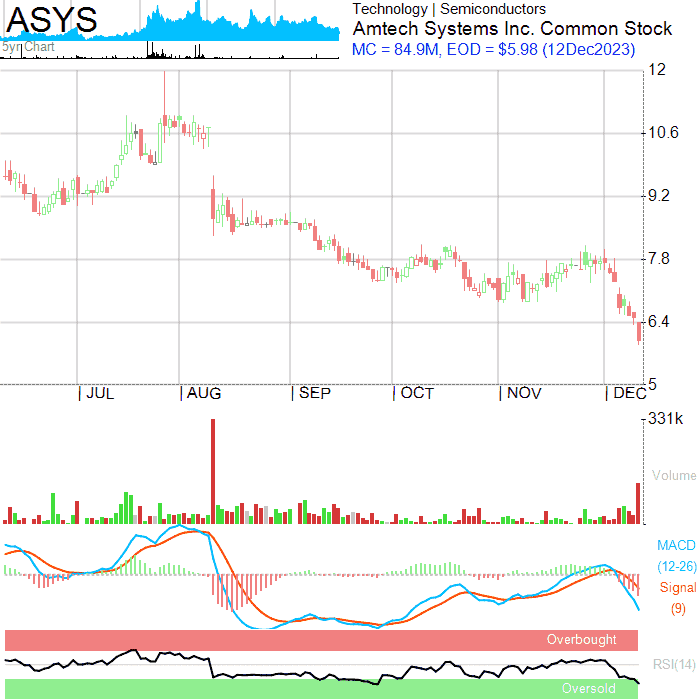 ASYS
5yr Chart
Technology | Semiconductors
Amtech Systems Inc. Common Stock
MC = 84.9M, EOD = $5.98 (12Dec2023)
12
10.6
9.2
7.8
6.4
5
| JUL | AUG | SEP | OCT | NOV | DEC
331k
Volume
MACD
(12-26)
Signal
(9)
Overbought
RSI(14)
Oversold